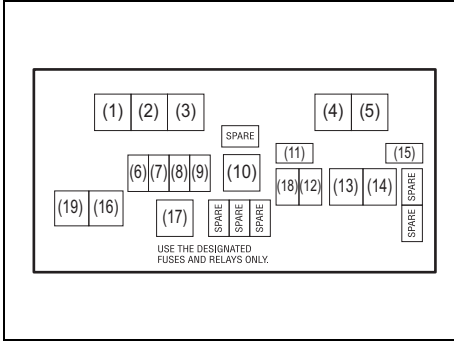 (1) (2) (3) (4) (5)
SPARE
(11) (15)
(6) (7) (8) (9) (10)
(18) (12) (13) (14) SPARE
(19) (16) (17) SPARE SPARE SPARE SPARE
USE THE DESIGNATED
FUSES AND RELAYS ONLY.